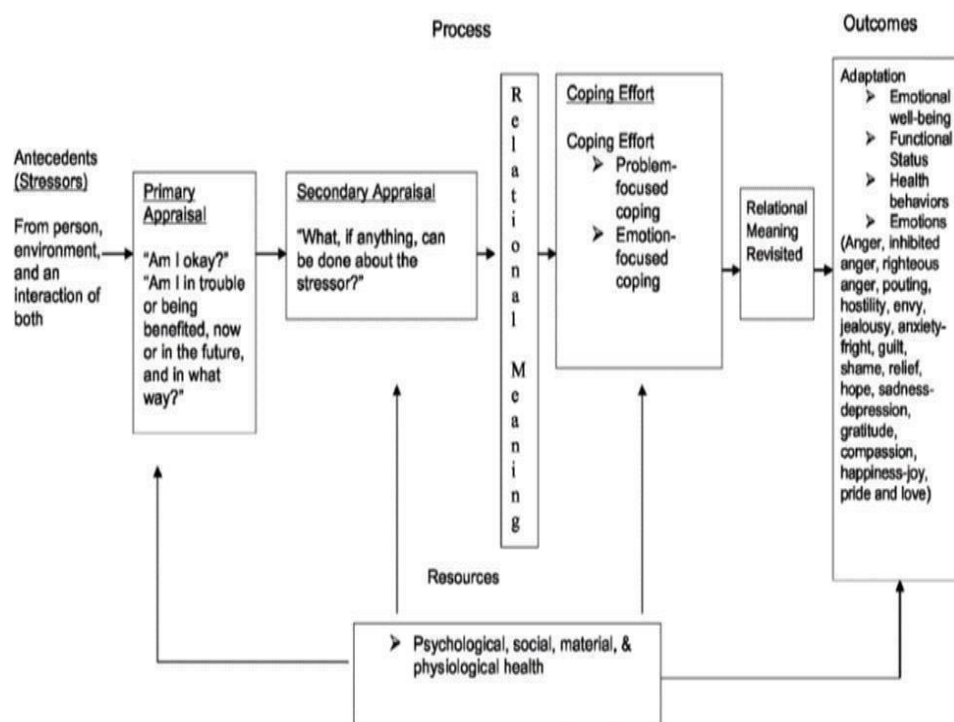 Process
Outcomes
Antecedents
(Stressors)
From person,
environment,
and an
interaction of
both
Primary
Appraisal
“Am I okay?”
“Am I in trouble
or being
benefited, now
or in the future,
and in what
way?”
Secondary Appraisal
“What, if anything, can
be done about the
stressor?”
Relational Meaning
Coping Effort
Coping Effort
➢ Problem-
focused
coping
➢ Emotion-
focused
coping
Relational
Meaning
Revisited
Adaptation
➢ Emotional
well-being
➢ Functional
Status
➢ Health
behaviors
➢ Emotions
(Anger, inhibited
anger, righteous
anger, pouting,
hostility, envy,
jealousy, anxiety-
fright, guilt,
shame, relief,
hope, sadness-
depression,
gratitude,
compassion,
happiness-joy,
pride and love)
Resources
➢ Psychological, social, material, &
physiological health